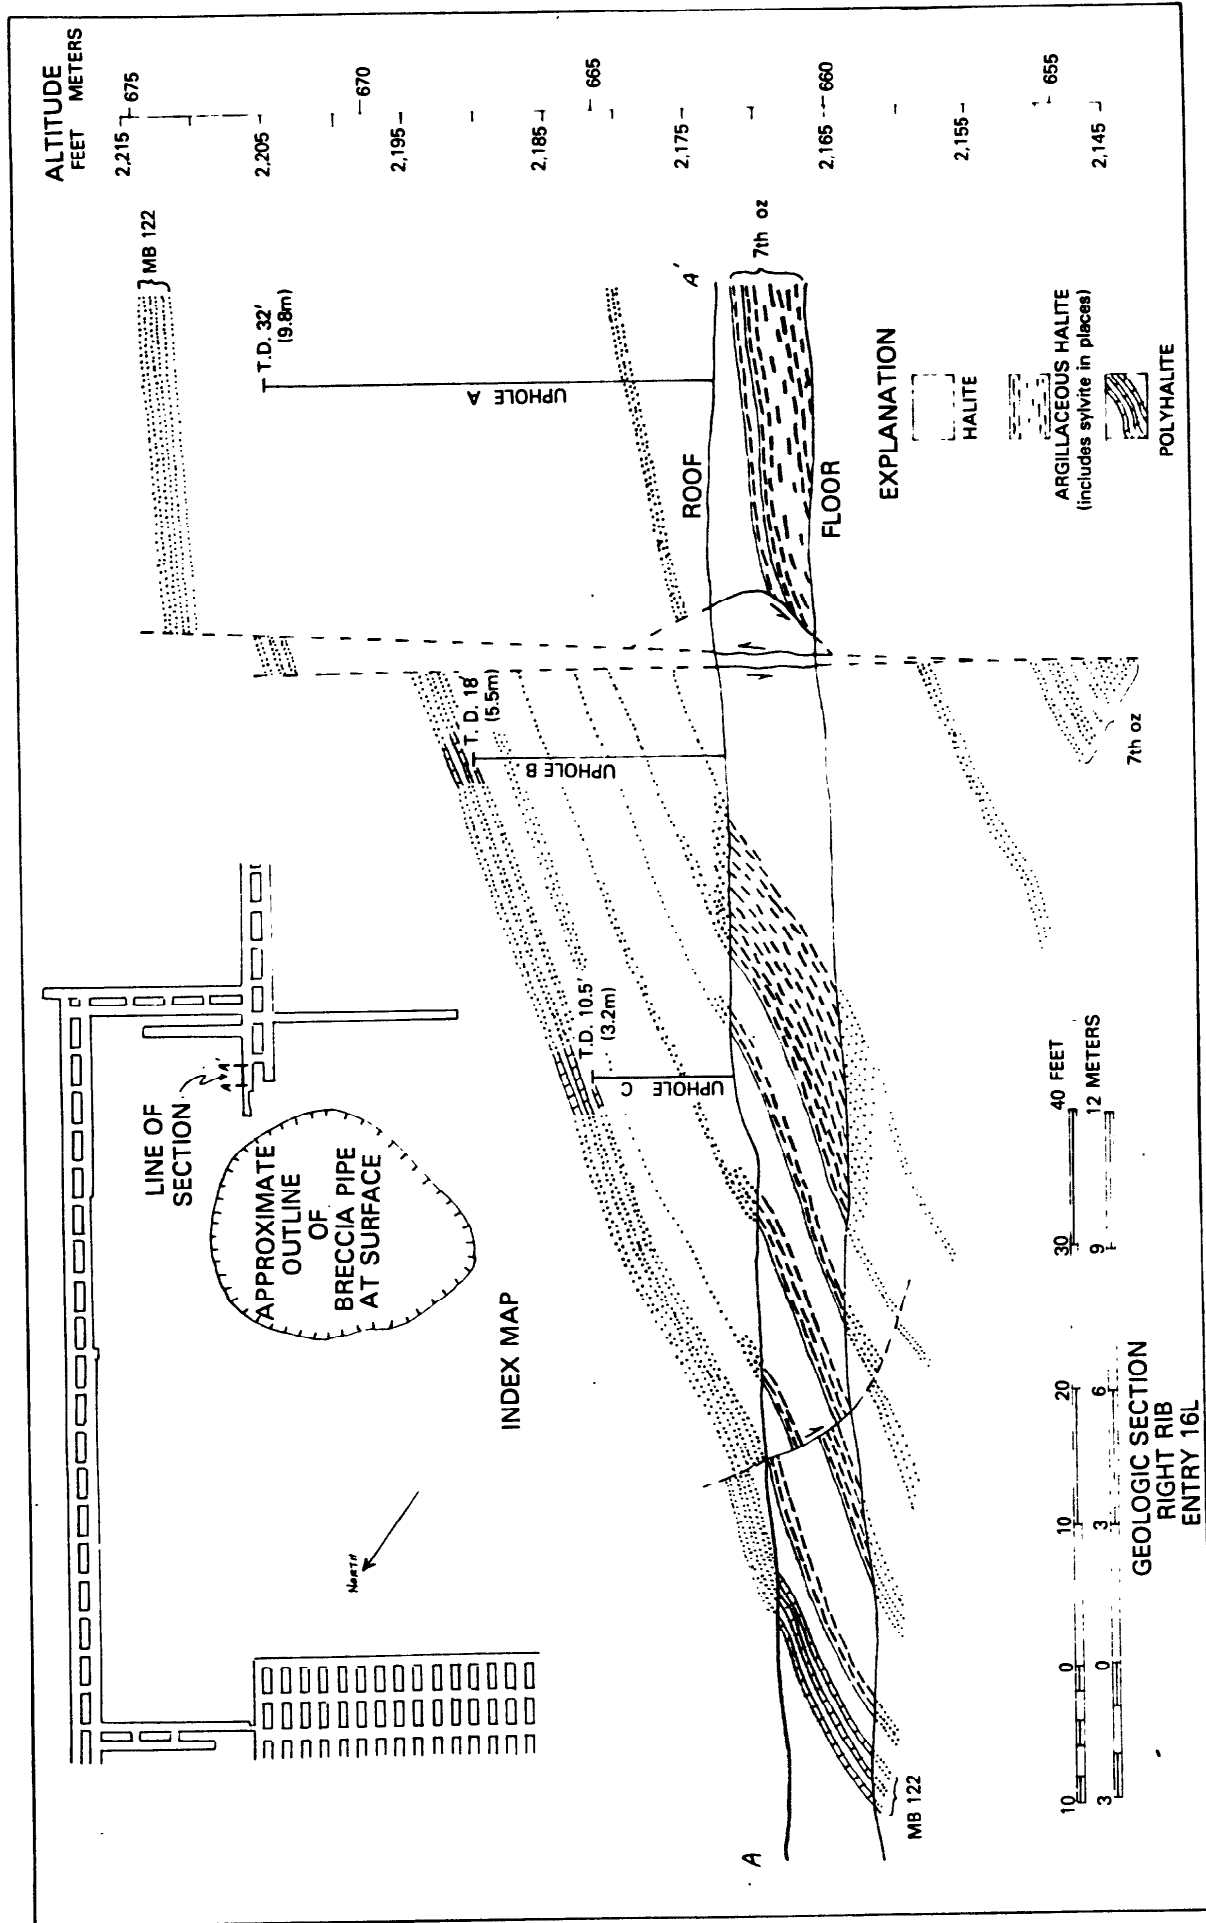 ALTITUDE
FEET METERS
2,215
2,205
2,195
2,185
2,175
2,165
2,155
2,145
675
670
665
660
655
MB 122
T.D. 32'
(9.8m)
UPHOLE A
A'
7th oz
ROOF
FLOOR
EXPLANATION
HALITE
ARGILLACEOUS HALITE
(includes sylvite in places)
POLYHALITE
T. D. 18'
(5.5m)
UPHOLE B
7th oz
T.D. 10.5'
(3.2m)
UPHOLE C
LINE OF
SECTION
A A'
APPROXIMATE
OUTLINE
OF
BRECCIA PIPE
AT SURFACE
INDEX MAP
NORTH
A
MB 122
10 0 10 20 30 40 FEET
3 0 3 6 9 12 METERS
GEOLOGIC SECTION
RIGHT RIB
ENTRY 16L